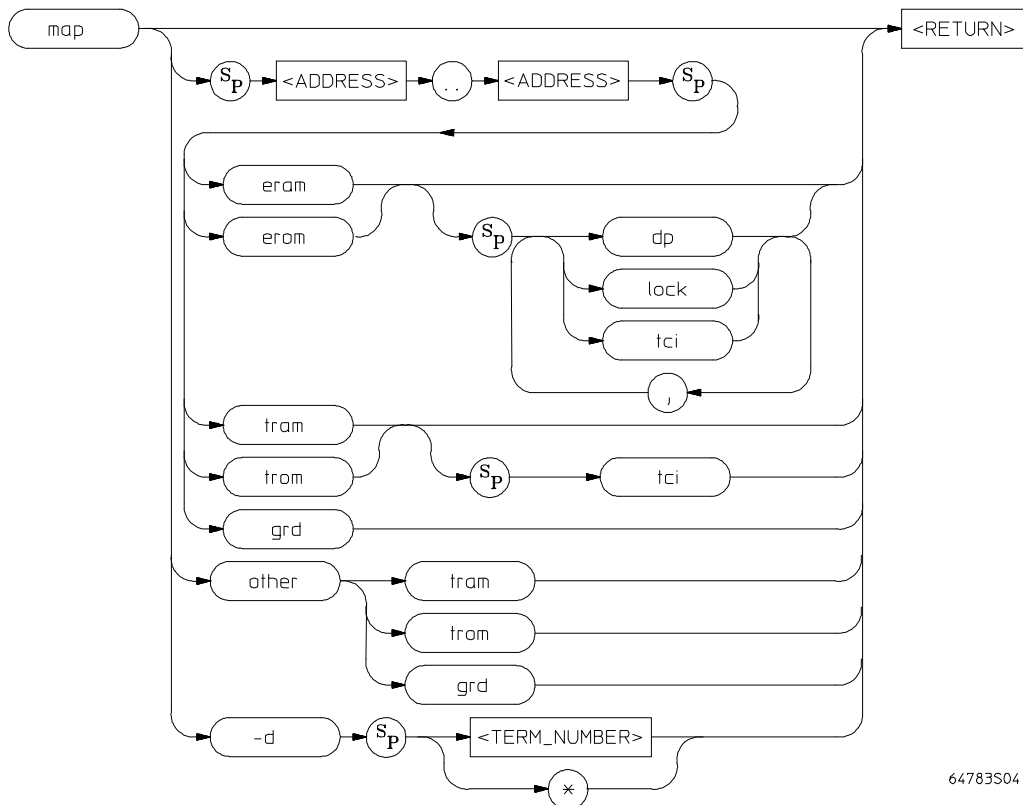 map
<RETURN>
SP <ADDRESS> .. <ADDRESS> SP
eram
erom
SP
dp
lock
tci
,
tram
trom
SP
tci
grd
other
tram
trom
grd
-d
SP
<TERM_NUMBER>
*
64783S04